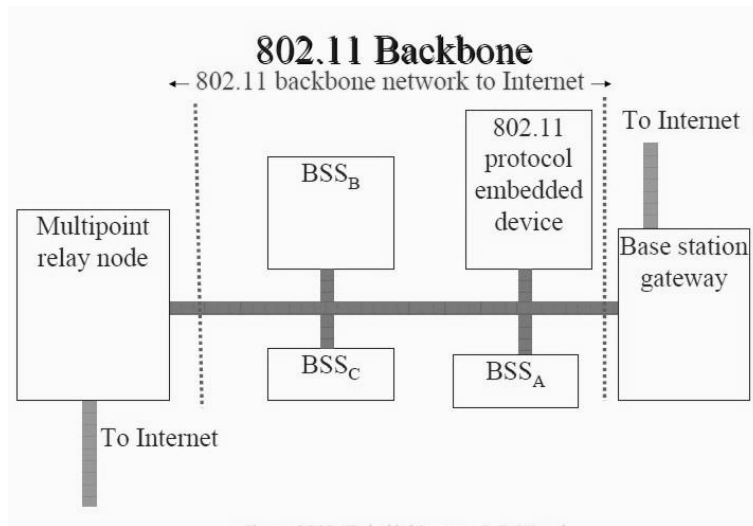 802.11 Backbone
802.11 backbone network to Internet
802.11
protocol
embedded
device
To Internet
BSS_B
Multipoint
relay node
Base station
gateway
BSS_C
BSS_A
To Internet